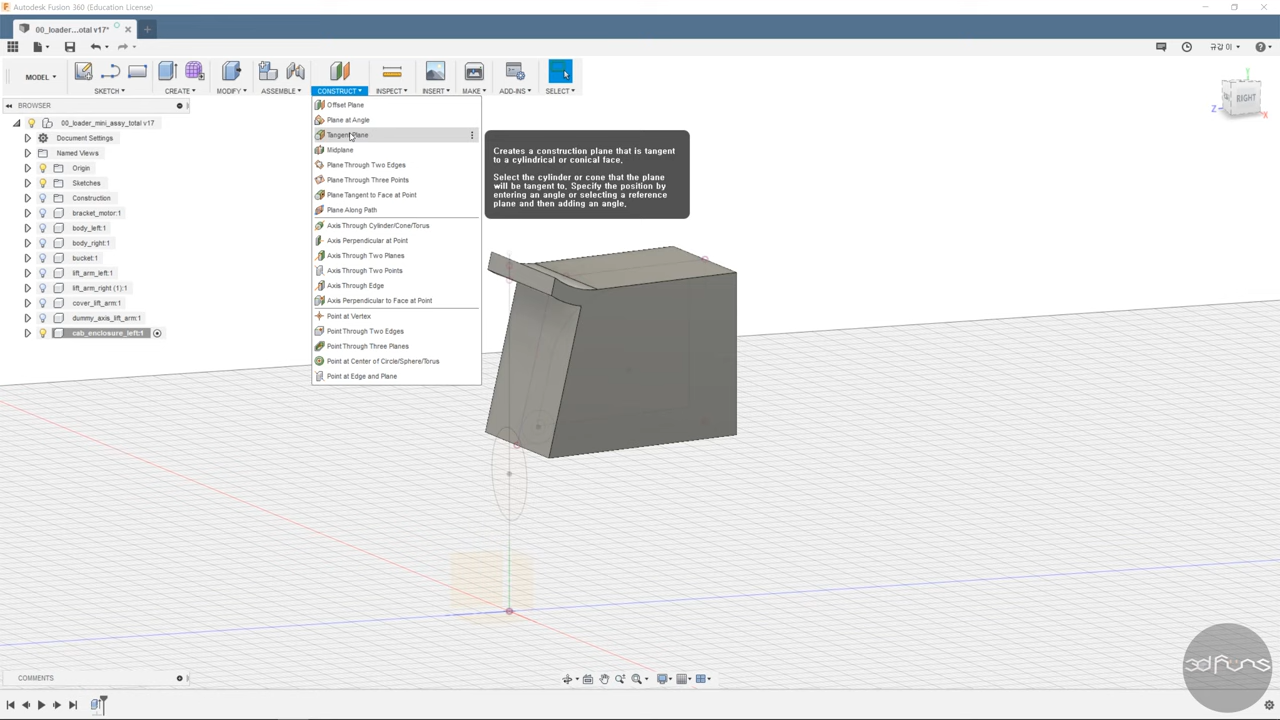 Autodesk Fusion 360 (Education License)
00_loader...otal v17*
규겸 이
MODEL
SKETCH
CREATE
MODIFY
ASSEMBLE
CONSTRUCT
INSPECT
INSERT
MAKE
ADD-INS
SELECT
BROWSER
00_loader_mini_assy_total v17
Document Settings
Named Views
Origin
Sketches
Construction
bracket_motor:1
body_left:1
body_right:1
bucket:1
lift_arm_left:1
lift_arm_right (1):1
cover_lift_arm:1
dummy_axis_lift_arm:1
cab_enclosure_left:1
Offset Plane
Plane at Angle
Tangent Plane
Midplane
Plane Through Two Edges
Plane Through Three Points
Plane Tangent to Face at Point
Plane Along Path
Axis Through Cylinder/Cone/Torus
Axis Perpendicular at Point
Axis Through Two Planes
Axis Through Two Points
Axis Through Edge
Axis Perpendicular to Face at Point
Point at Vertex
Point Through Two Edges
Point Through Three Planes
Point at Center of Circle/Sphere/Torus
Point at Edge and Plane
Creates a construction plane that is tangent
to a cylindrical or conical face.
Select the cylinder or cone that the plane
will be tangent to. Specify the position by
entering an angle or selecting a reference
plane and then adding an angle.
Y
RIGHT
Z
X
COMMENTS
3dfuns